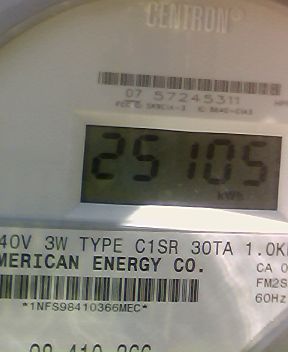 CENTRON®
07 57245311
25105
kWh
40V 3W TYPE C1SR 30TA 1.0K
MERICAN ENERGY CO.
CA 0
FM2S
60Hz
*1NFS98410366MEC*